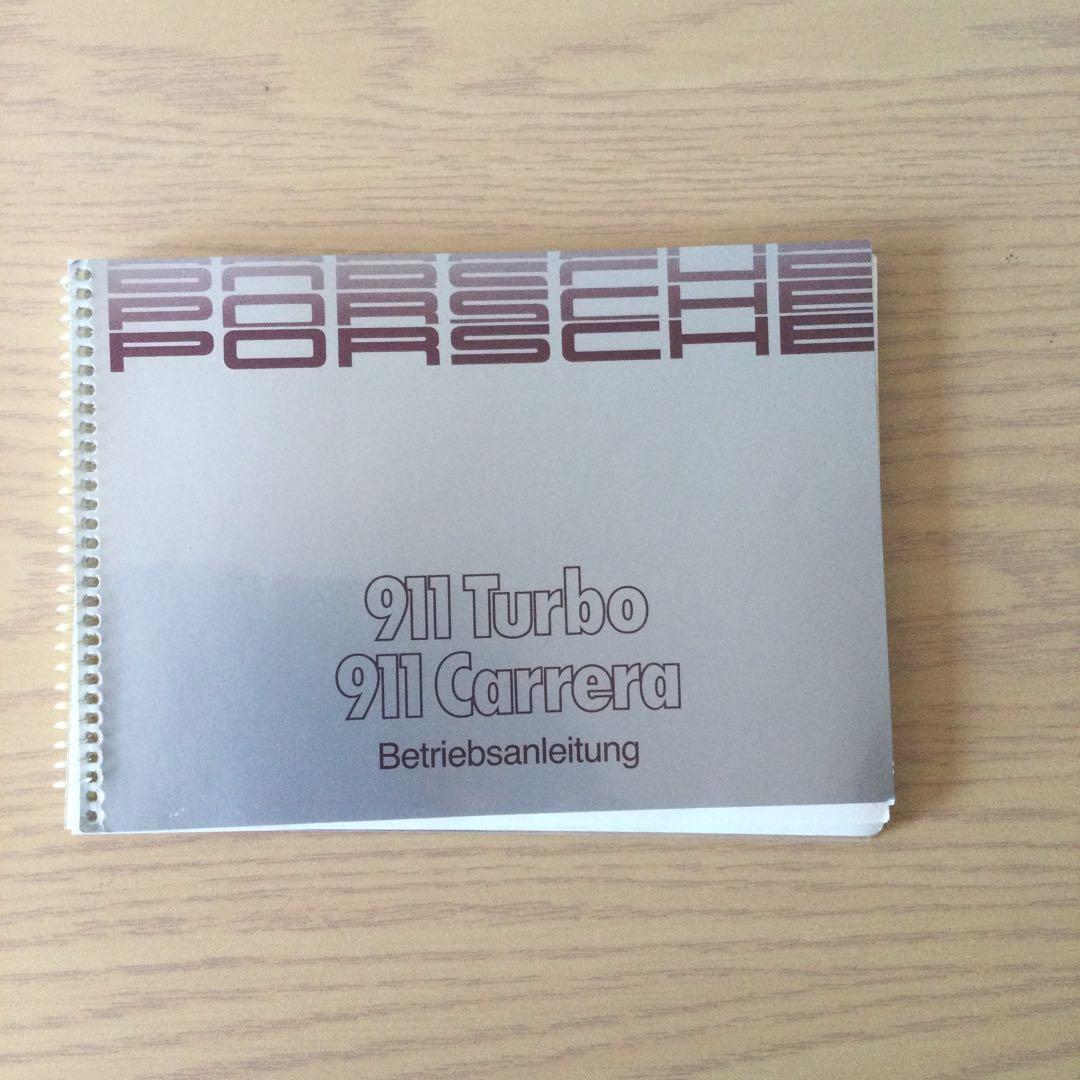 PORSCHE
PORSCHE
PORSCHE
911 Turbo
911 Carrera
Betriebsanleitung